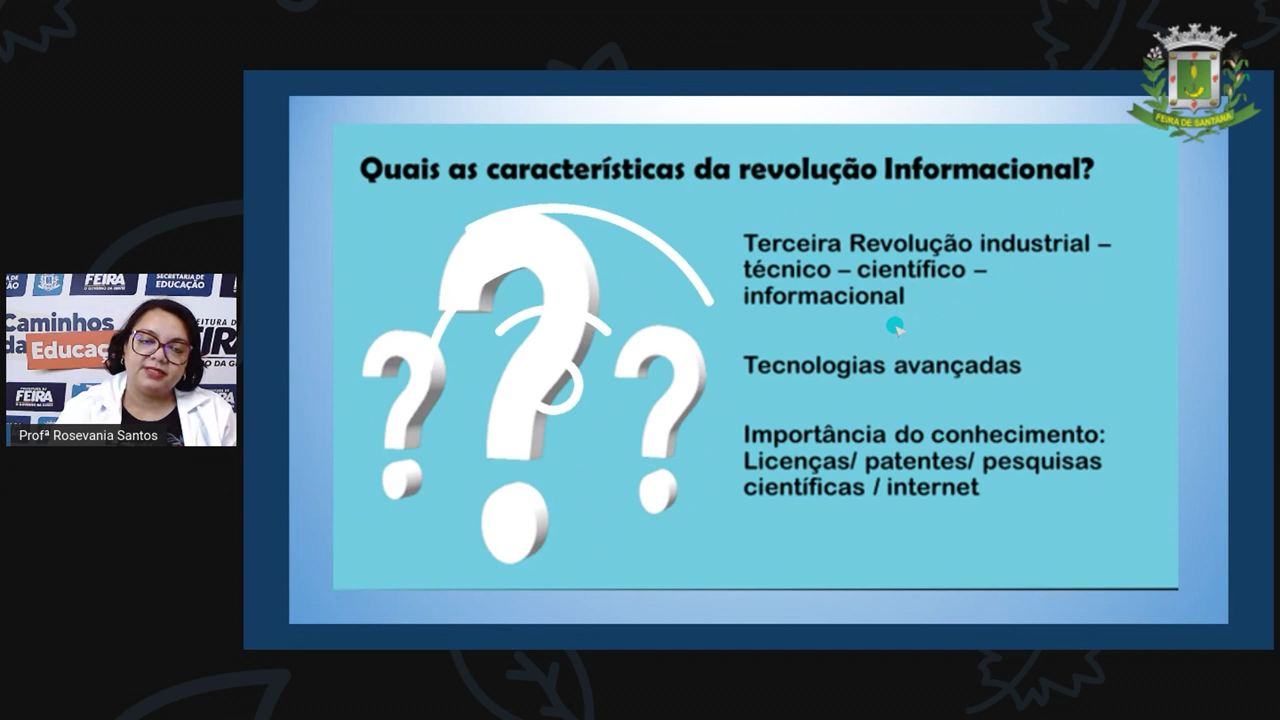 FEIRA DE SANTANA
Quais as características da revolução Informacional?
Terceira Revolução industrial –
técnico – científico –
informacional
Tecnologias avançadas
Importância do conhecimento:
Licenças/ patentes/ pesquisas
científicas / internet
FEIRA
SECRETARIA DE
EDUCAÇÃO
Caminhos
da Educaç
FEIRA
Profª Rosevania Santos